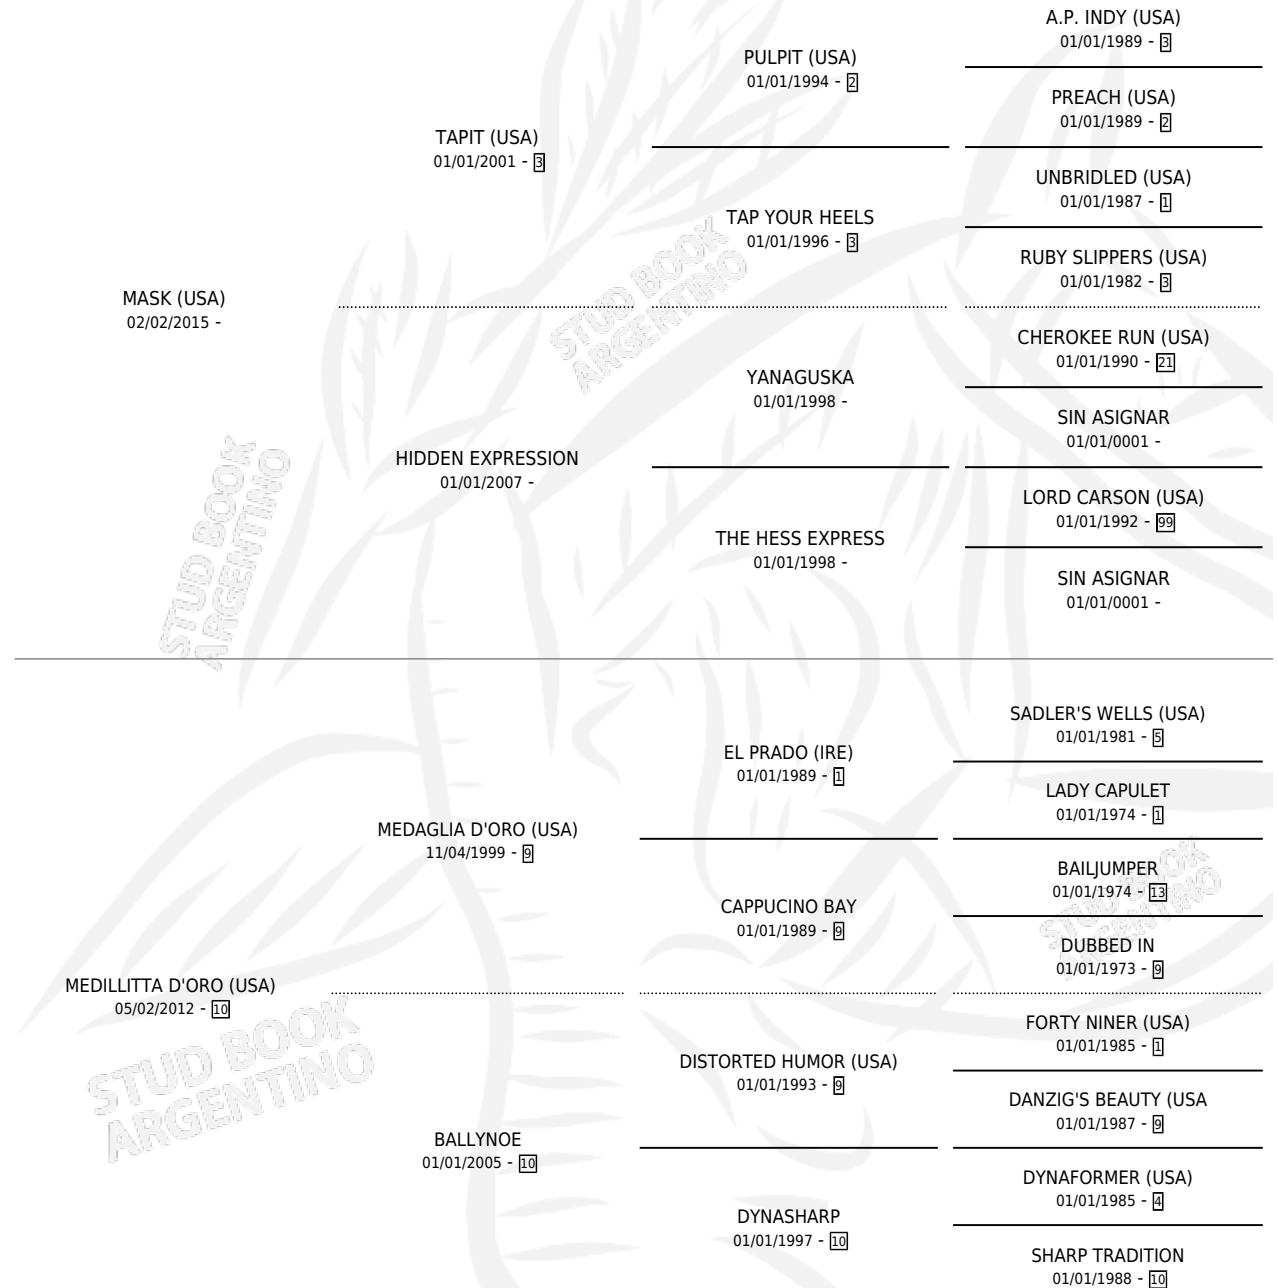 A.P. INDY (USA)
01/01/1989 - 3
PULPIT (USA)
01/01/1994 - 2
PREACH (USA)
01/01/1989 - 2
TAPIT (USA)
01/01/2001 - 3
UNBRIDLED (USA)
01/01/1987 - 1
TAP YOUR HEELS
01/01/1996 - 3
RUBY SLIPPERS (USA)
01/01/1982 - 3
MASK (USA)
02/02/2015 -
STUD BOOK
ARGENTINO
CHEROKEE RUN (USA)
01/01/1990 - 21
YANAGUSKA
01/01/1998 -
SIN ASIGNAR
01/01/0001 -
HIDDEN EXPRESSION
01/01/2007 -
LORD CARSON (USA)
01/01/1992 - 99
THE HESS EXPRESS
01/01/1998 -
SIN ASIGNAR
01/01/0001 -
STUD BOOK
ARGENTINO
SADLER'S WELLS (USA)
01/01/1981 - 5
EL PRADO (IRE)
01/01/1989 - 1
LADY CAPULET
01/01/1974 - 1
MEDAGLIA D'ORO (USA)
11/04/1999 - 9
BAILJUMPER
01/01/1974 - 13
CAPPUCINO BAY
01/01/1989 - 9
STUD BOOK
ARGENTINO
DUBBED IN
01/01/1973 - 9
MEDILLITTA D'ORO (USA)
05/02/2012 - 10
STUD BOOK
ARGENTINO
FORTY NINER (USA)
01/01/1985 - 1
DISTORTED HUMOR (USA)
01/01/1993 - 9
DANZIG'S BEAUTY (USA
01/01/1987 - 9
BALLYNOE
01/01/2005 - 10
DYNAFORMER (USA)
01/01/1985 - 4
DYNASHARP
01/01/1997 - 10
SHARP TRADITION
01/01/1988 - 10